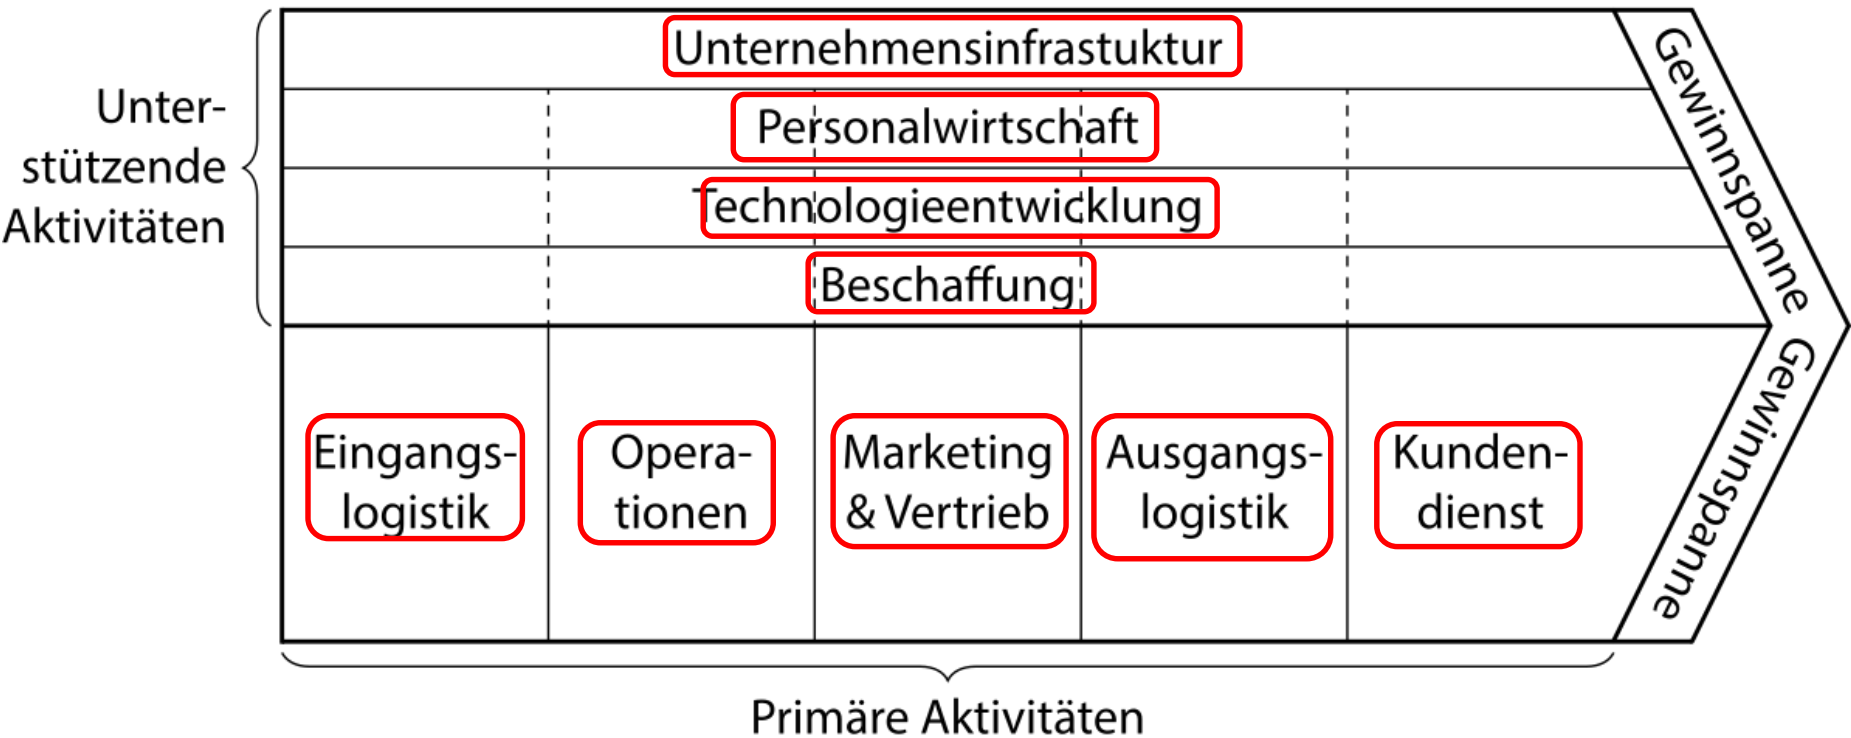 Unter-
stützende
Aktivitäten
Unternehmensinfrastuktur
Personalwirtschaft
Technologieentwicklung
Beschaffung
Gewinnspanne
Gewinnspanne
Eingangs-
logistik
Opera-
tionen
Marketing
& Vertrieb
Ausgangs-
logistik
Kunden-
dienst
Primäre Aktivitäten